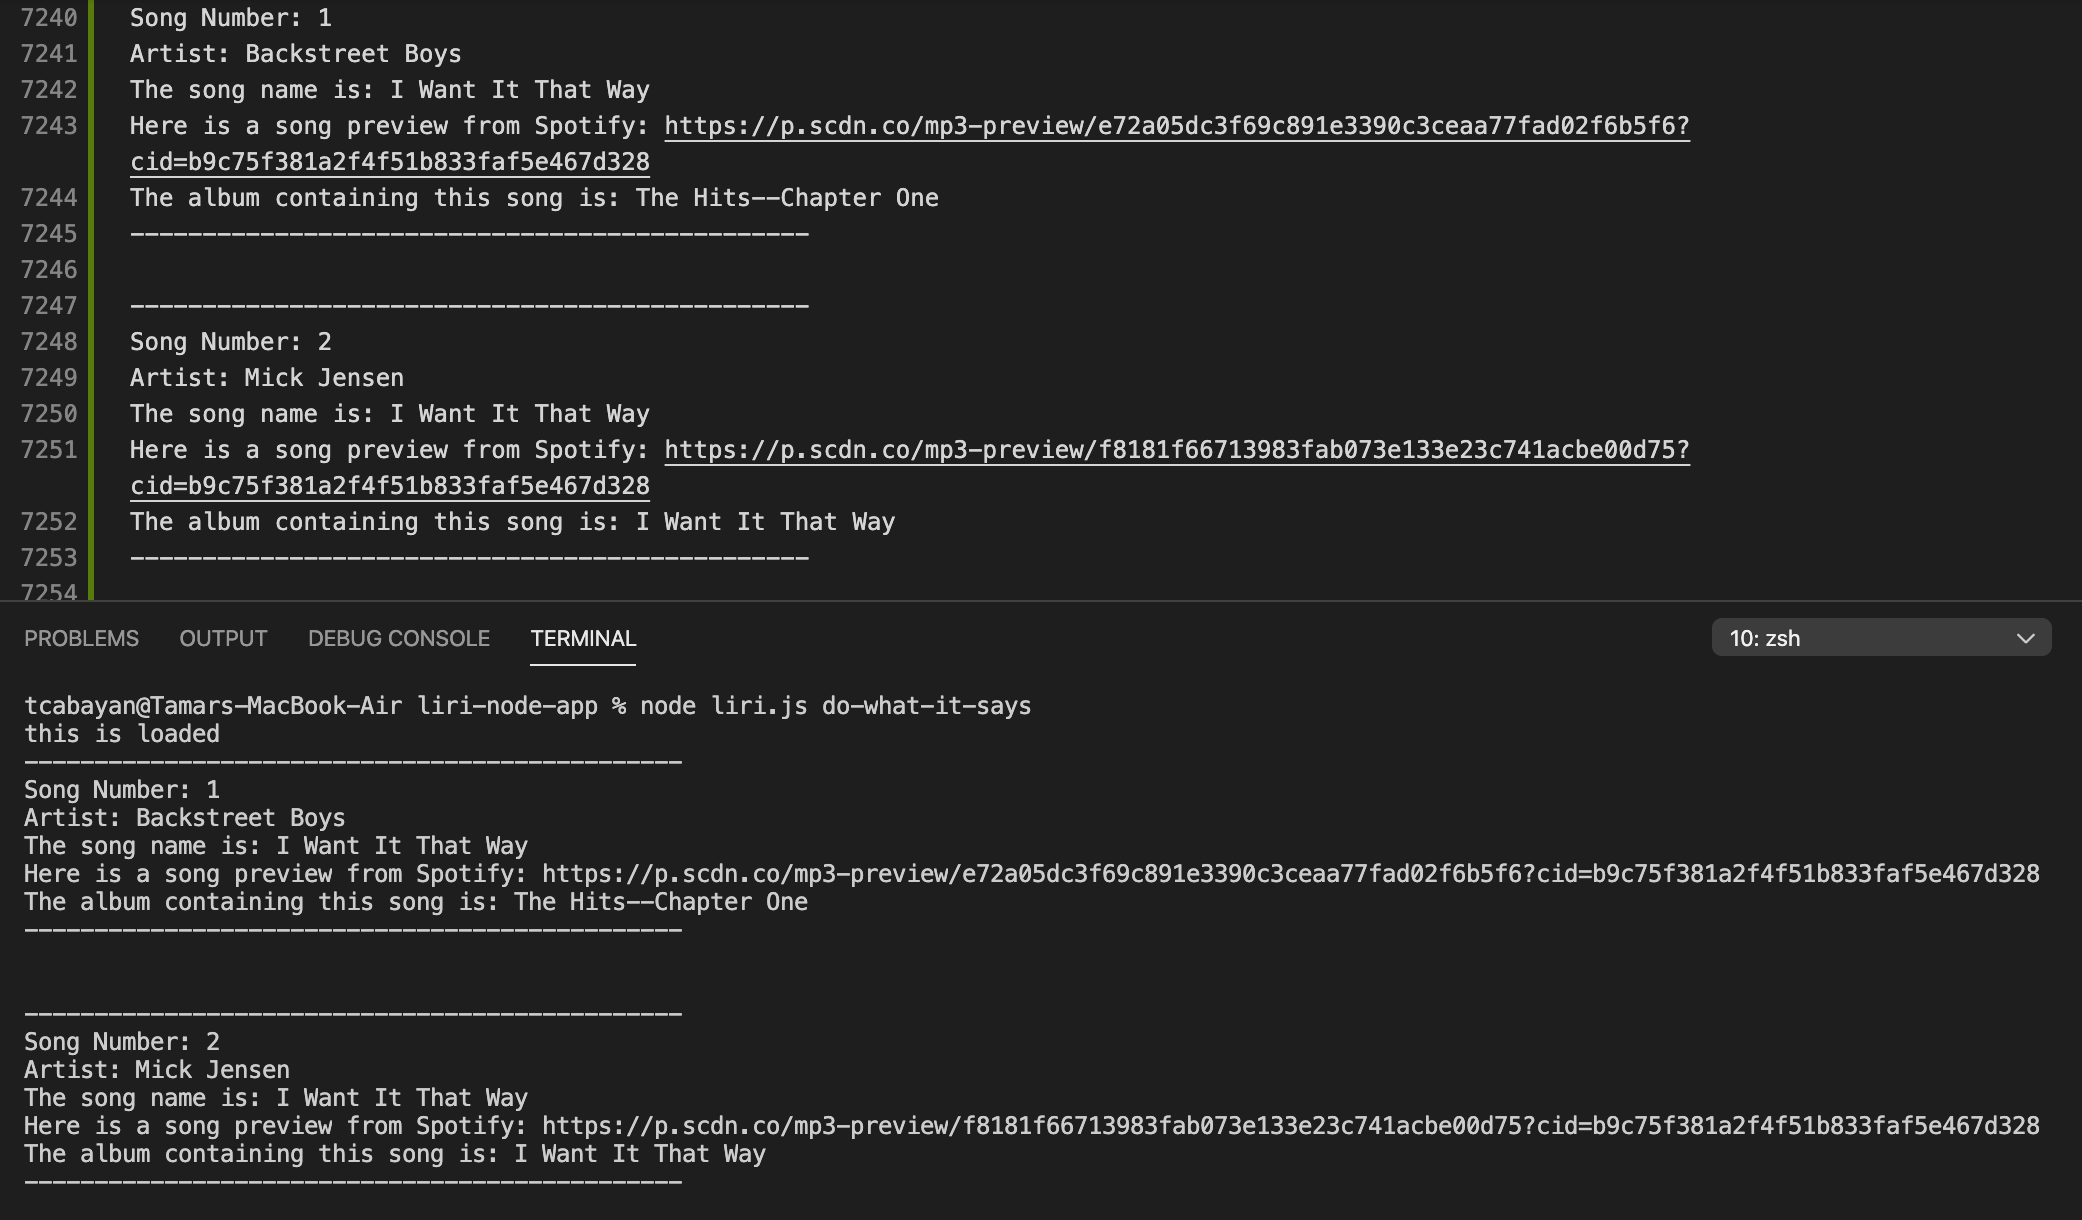 7240 Song Number: 1
7241 Artist: Backstreet Boys
7242 The song name is: I Want It That Way
7243 Here is a song preview from Spotify: https://p.scdn.co/mp3-preview/e72a05dc3f69c891e3390c3ceaa77fad02f6b5f6?
cid=b9c75f381a2f4f51b833faf5e467d328
7244 The album containing this song is: The Hits--Chapter One
7245 -----------------------------------------------
7246
7247 -----------------------------------------------
7248 Song Number: 2
7249 Artist: Mick Jensen
7250 The song name is: I Want It That Way
7251 Here is a song preview from Spotify: https://p.scdn.co/mp3-preview/f8181f66713983fab073e133e23c741acbe00d75?
cid=b9c75f381a2f4f51b833faf5e467d328
7252 The album containing this song is: I Want It That Way
7253 -----------------------------------------------
7254
PROBLEMS OUTPUT DEBUG CONSOLE TERMINAL 10: zsh
tcabayan@Tamars-MacBook-Air liri-node-app % node liri.js do-what-it-says
this is loaded
-----------------------------------------------
Song Number: 1
Artist: Backstreet Boys
The song name is: I Want It That Way
Here is a song preview from Spotify: https://p.scdn.co/mp3-preview/e72a05dc3f69c891e3390c3ceaa77fad02f6b5f6?cid=b9c75f381a2f4f51b833faf5e467d328
The album containing this song is: The Hits--Chapter One
-----------------------------------------------
-----------------------------------------------
Song Number: 2
Artist: Mick Jensen
The song name is: I Want It That Way
Here is a song preview from Spotify: https://p.scdn.co/mp3-preview/f8181f66713983fab073e133e23c741acbe00d75?cid=b9c75f381a2f4f51b833faf5e467d328
The album containing this song is: I Want It That Way
-----------------------------------------------